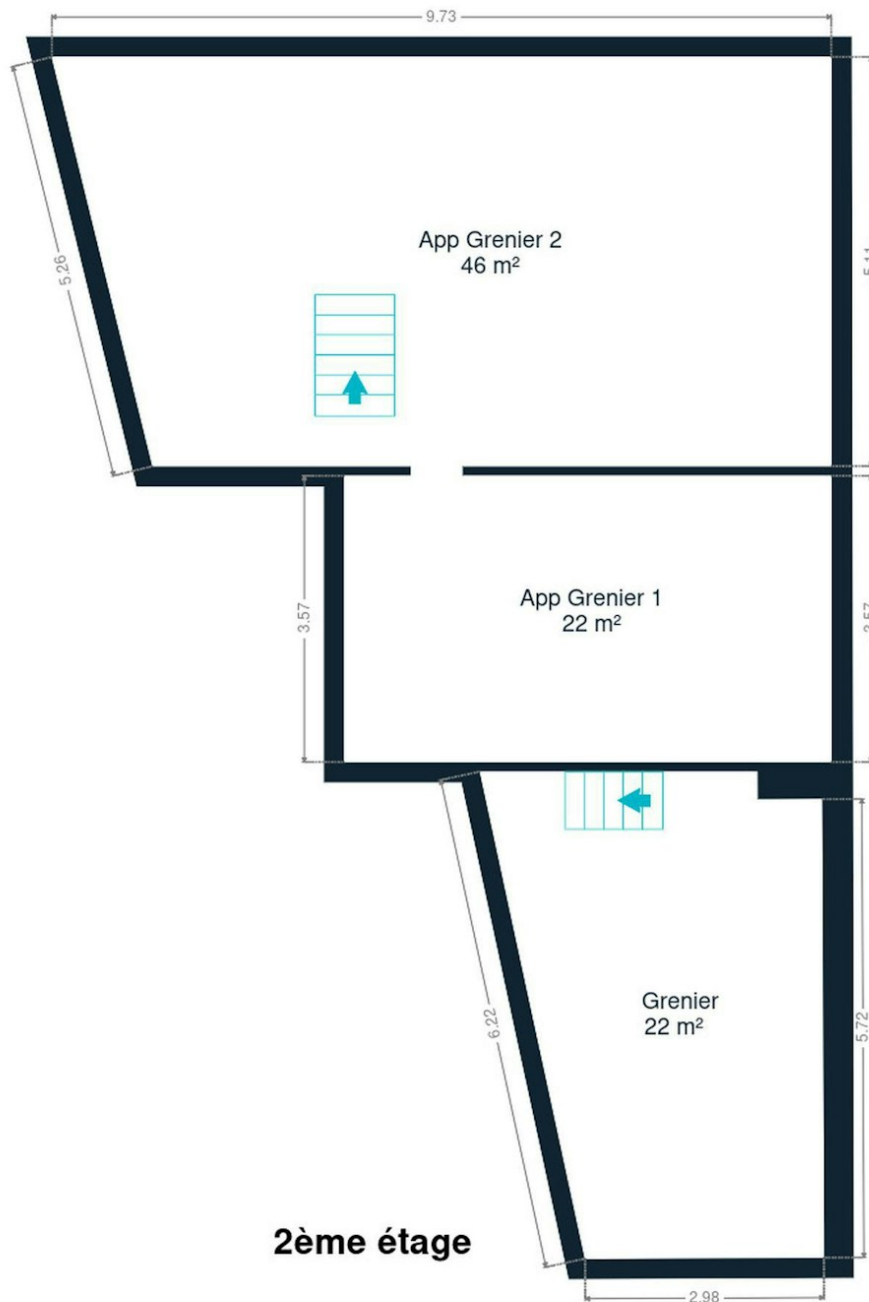 9.73
5.26
App Grenier 2
46 m²
3.57
App Grenier 1
22 m²
6.22
Grenier
22 m²
5.72
2ème étage
2.98